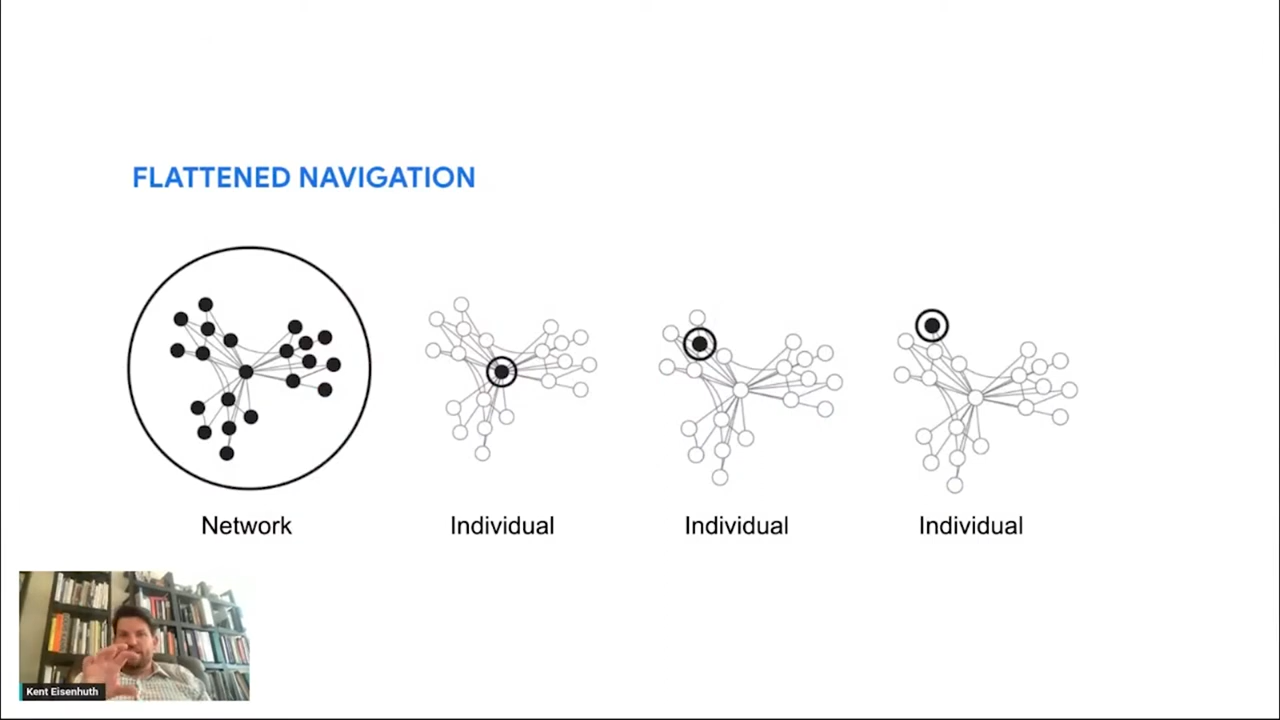 FLATTENED NAVIGATION
Network
Individual
Individual
Individual
Kent Eisenhuth